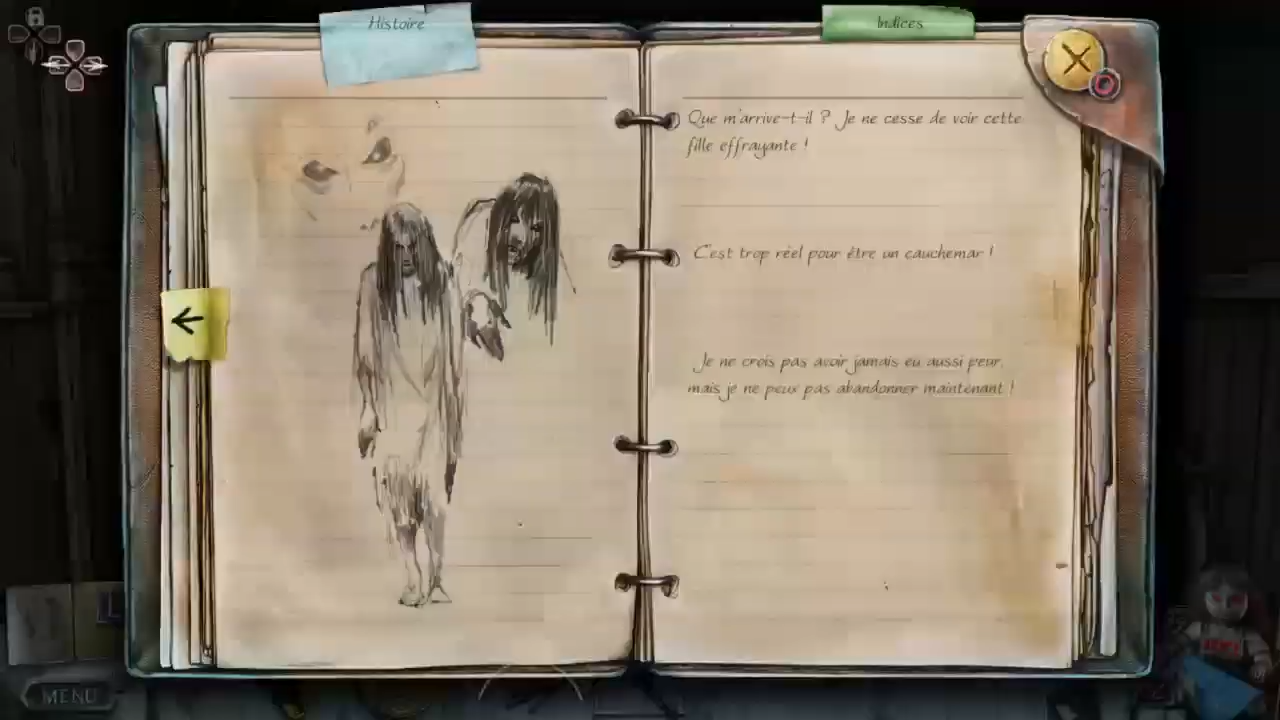 Histoire
Indices
Que m'arrive-t-il ? Je ne cesse de voir cette
fille effrayante !
C'est trop réel pour être un cauchemar !
Je ne crois pas avoir jamais eu aussi peur,
mais je ne peux pas abandonner maintenant !
MENU